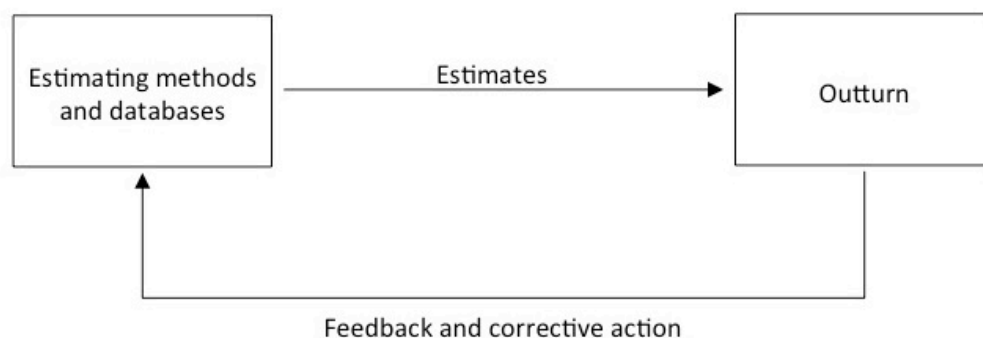 Estimating methods
and databases
Estimates
Outturn
Feedback and corrective action